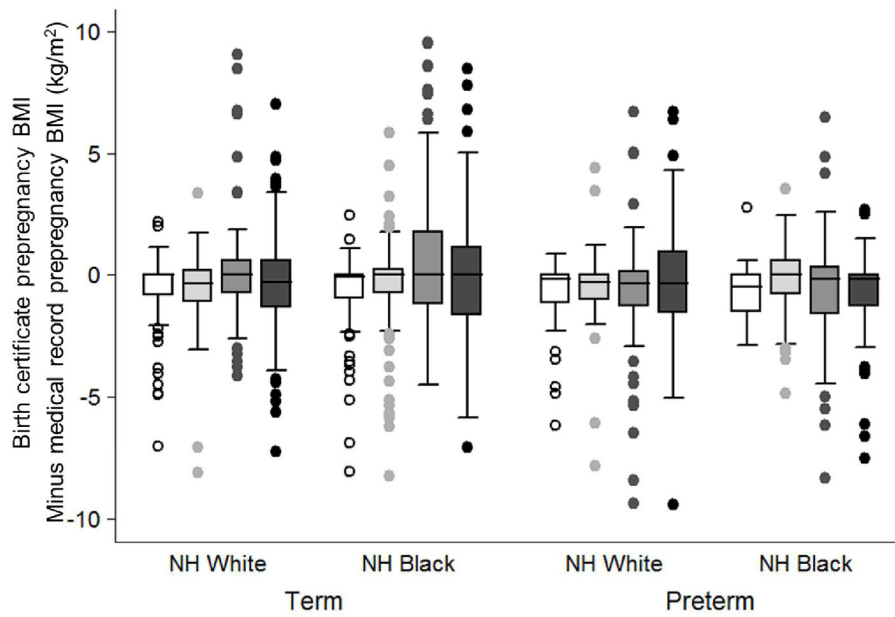 Birth certificate prepregnancy BMI
Minus medical record prepregnancy BMI (kg/m²)
10
5
0
-5
-10
NH White
NH Black
NH White
NH Black
Term
Preterm